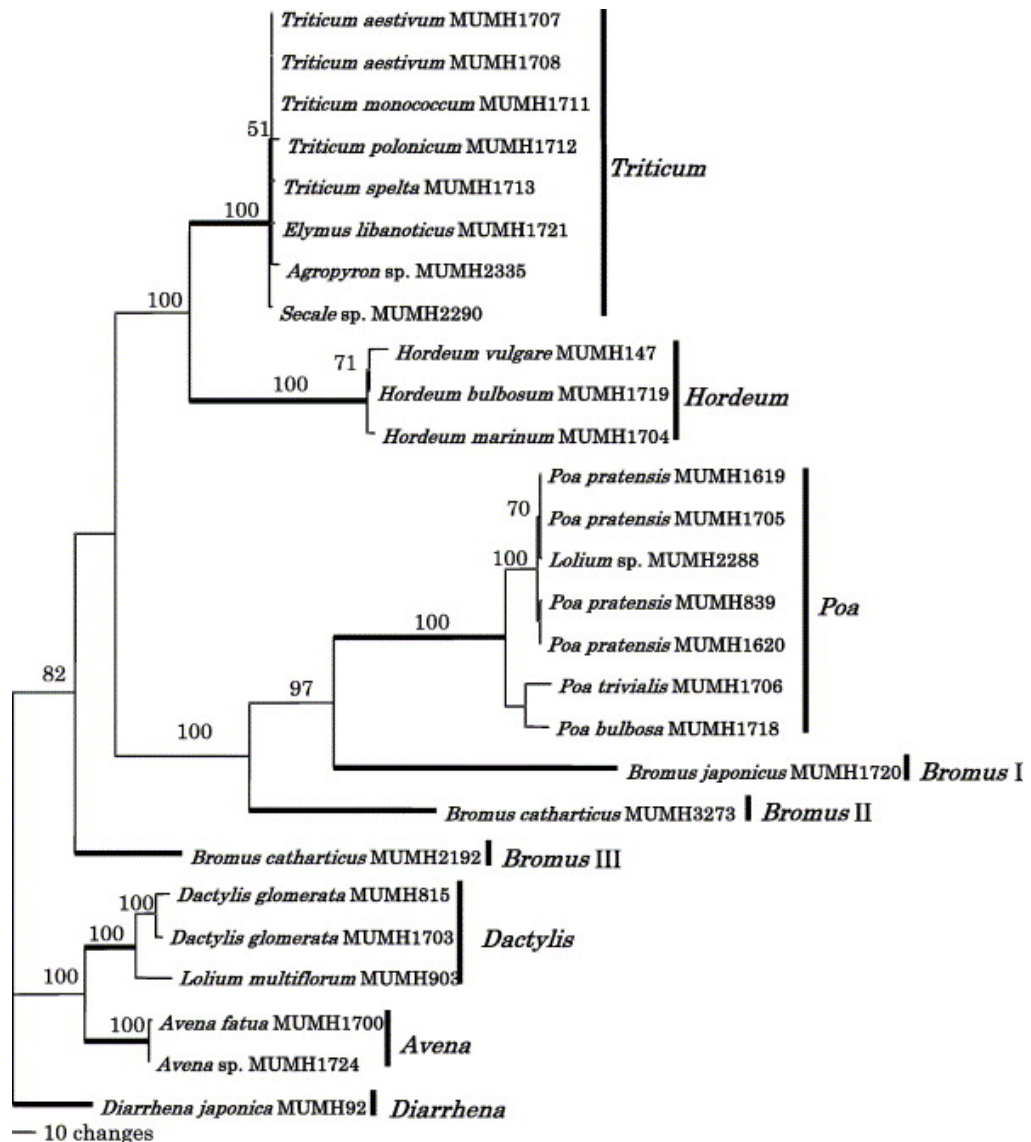 Triticum aestivum MUMH1707
Triticum aestivum MUMH1708
Triticum monococcum MUMH1711
51
Triticum polonicum MUMH1712
Triticum
Triticum spelta MUMH1713
100
Elymus libanoticus MUMH1721
Agropyron sp. MUMH2335
100
Secale sp. MUMH2290
71
Hordeum vulgare MUMH147
100
Hordeum bulbosum MUMH1719
Hordeum
Hordeum marinum MUMH1704
Poa pratensis MUMH1619
70
Poa pratensis MUMH1705
100
Lolium sp. MUMH2288
Poa pratensis MUMH839
Poa
100
Poa pratensis MUMH1620
82
97
Poa trivialis MUMH1706
100
Poa bulbosa MUMH1718
Bromus japonicus MUMH1720
Bromus I
Bromus catharticus MUMH3273
Bromus II
Bromus catharticus MUMH2192
Bromus III
100
Dactylis glomerata MUMH815
100
Dactylis glomerata MUMH1703
Dactylis
100
Lolium multiflorum MUMH903
100
Avena fatua MUMH1700
Avena
Avena sp. MUMH1724
Diarrhena japonica MUMH92
Diarrhena
10 changes